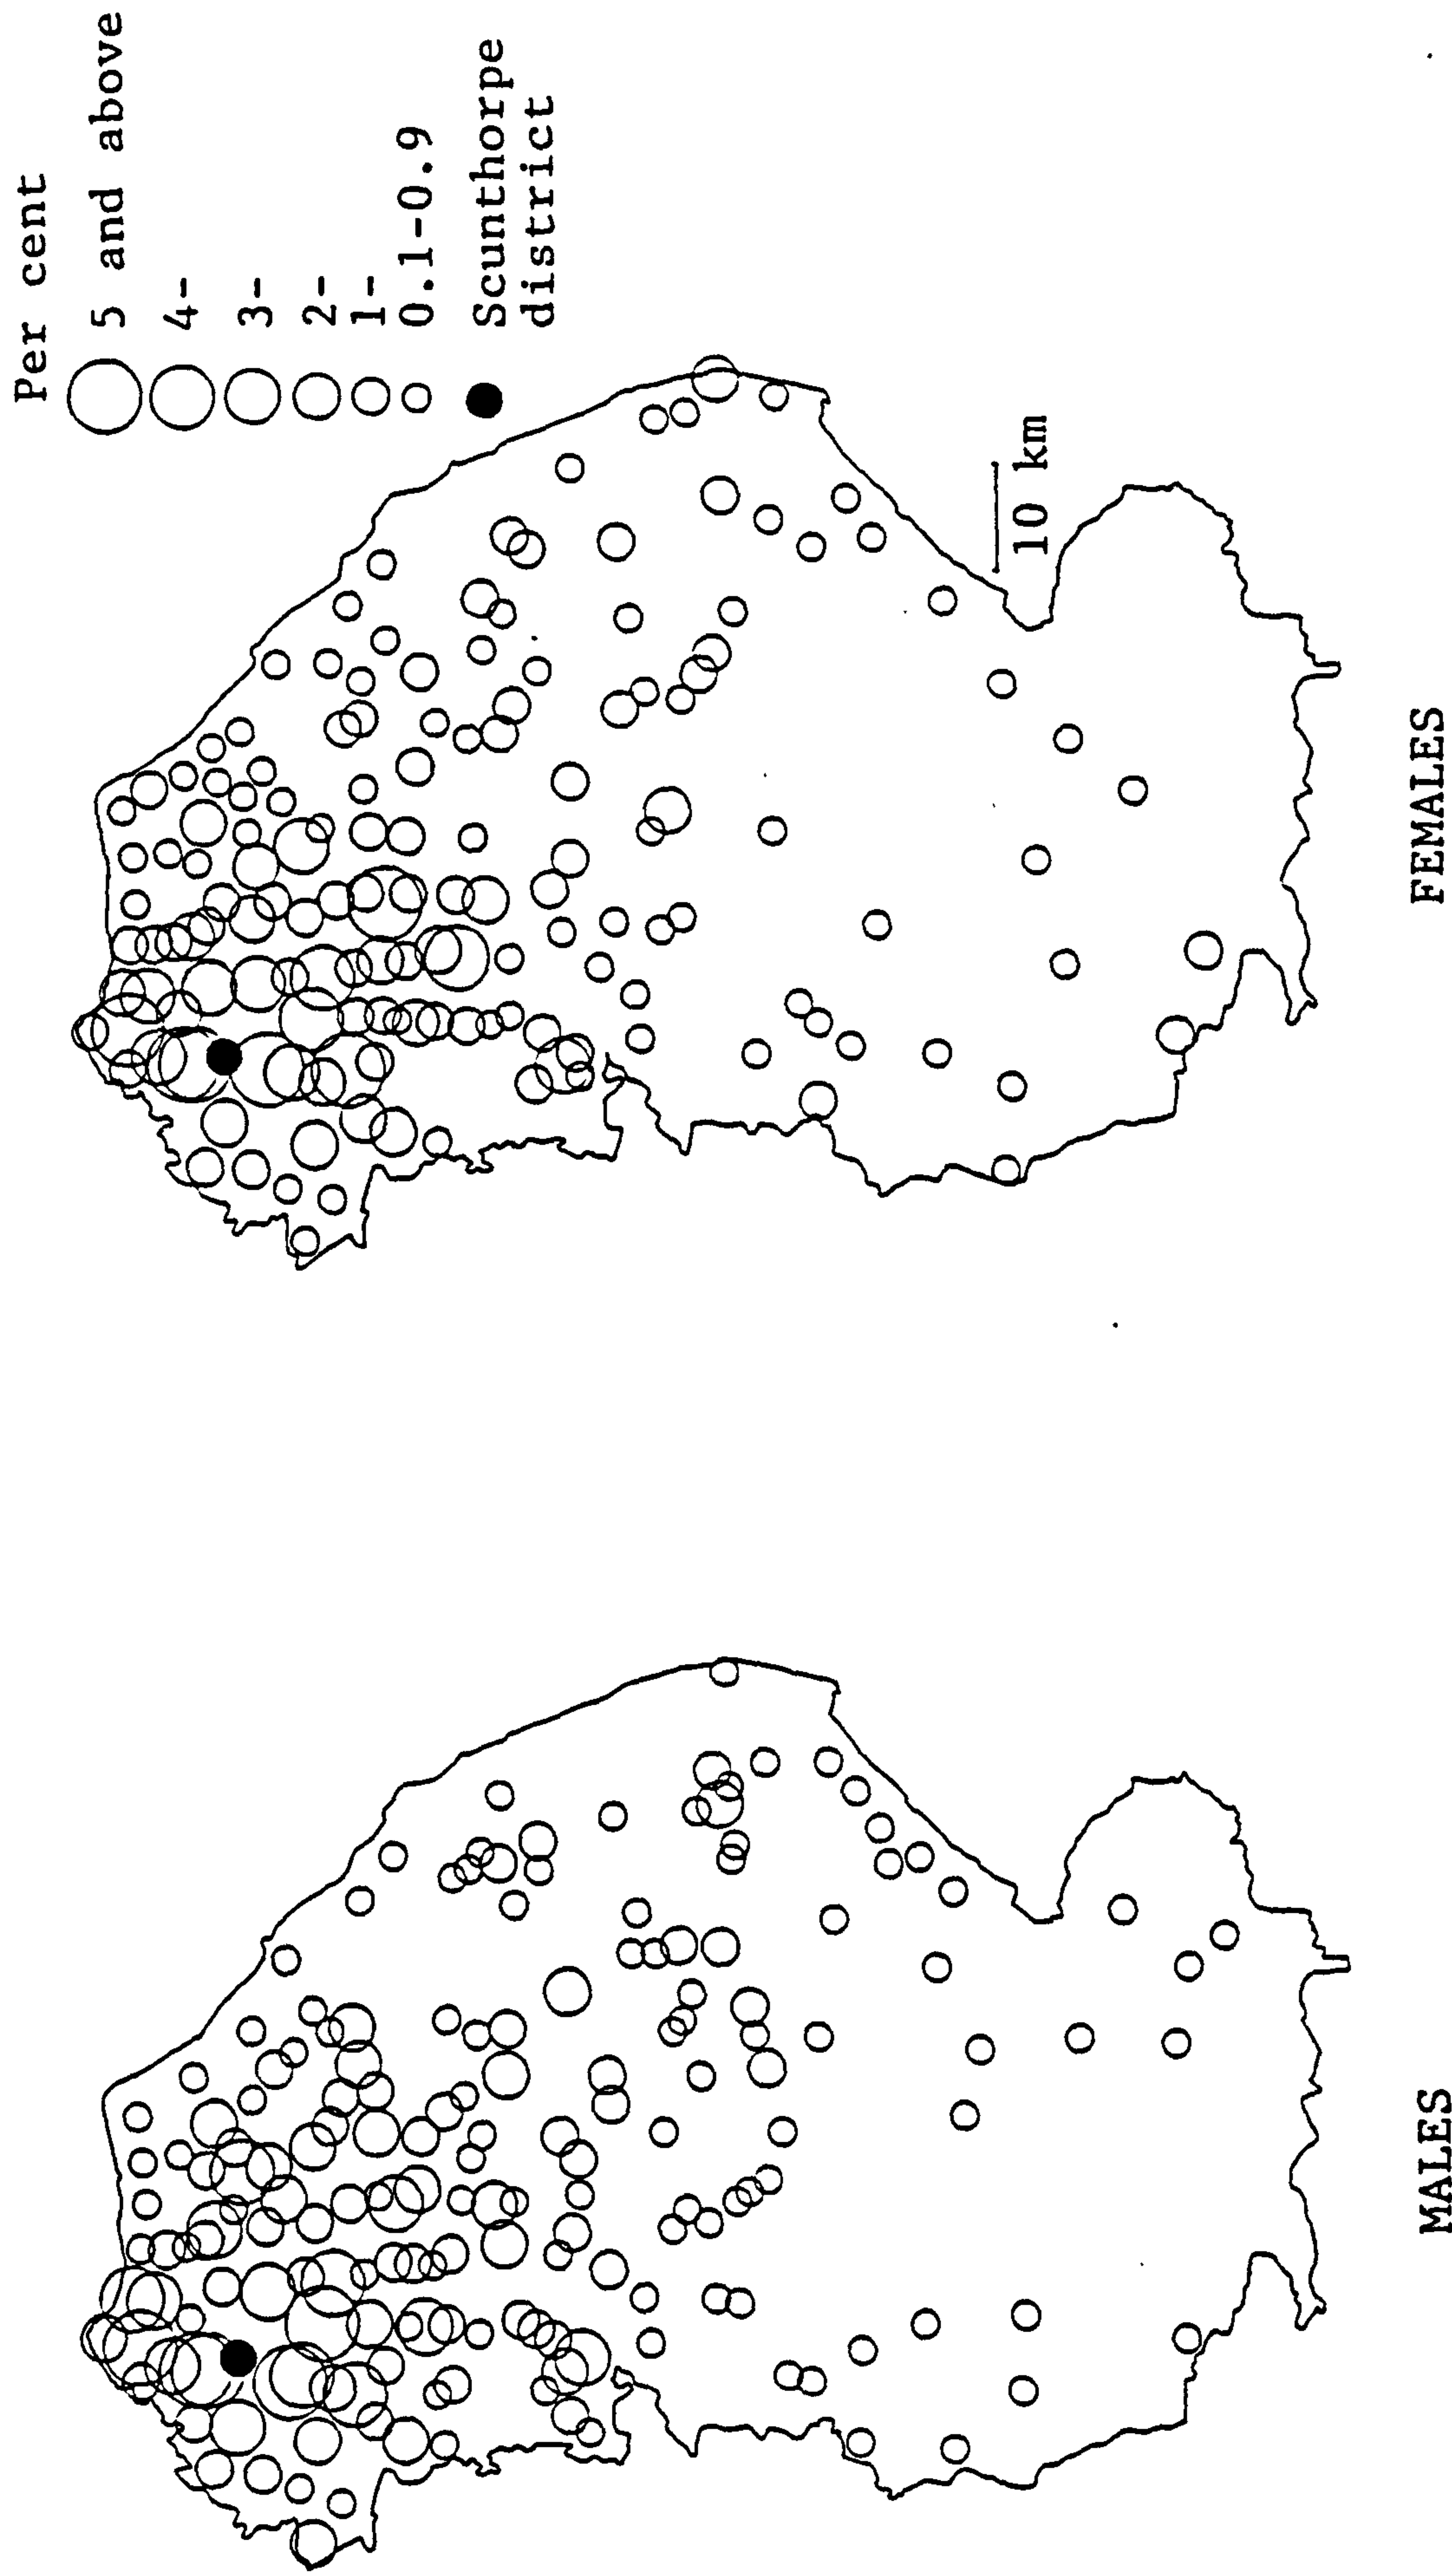 Per cent
5 and above
4-
3-
2-
1-
0.1-0.9
Scunthorpe
district
10 km
MALES
FEMALES